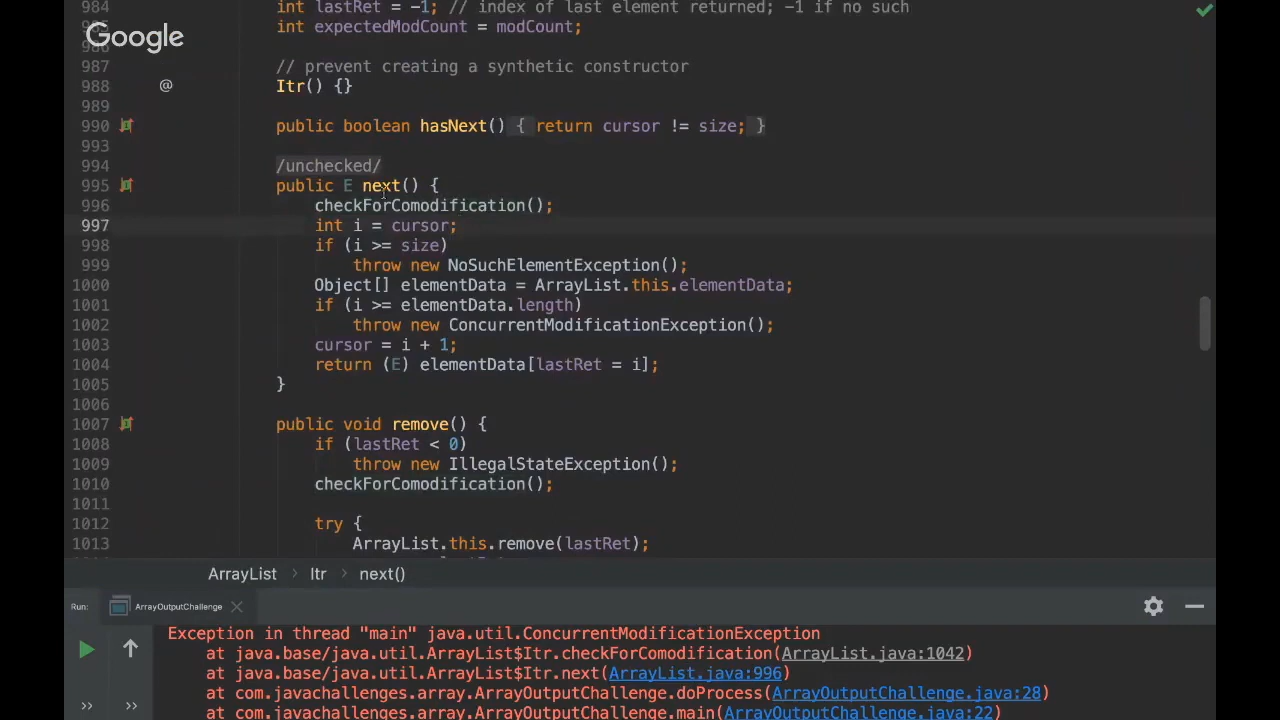 984 int lastRet = -1; // index of last element returned; -1 if no such
Google
985 int expectedModCount = modCount;
986
987 // prevent creating a synthetic constructor
988 @ Itr() {}
989
990 public boolean hasNext() { return cursor != size; }
993
994 /unchecked/
995 public E next() {
996 checkForComodification();
997 int i = cursor;
998 if (i >= size)
999 throw new NoSuchElementException();
1000 Object[] elementData = ArrayList.this.elementData;
1001 if (i >= elementData.length)
1002 throw new ConcurrentModificationException();
1003 cursor = i + 1;
1004 return (E) elementData[lastRet = i];
1005 }
1006
1007 public void remove() {
1008 if (lastRet < 0)
1009 throw new IllegalStateException();
1010 checkForComodification();
1011
1012 try {
1013 ArrayList.this.remove(lastRet);
ArrayList › Itr › next()
Run: ArrayOutputChallenge
Exception in thread "main" java.util.ConcurrentModificationException
at java.base/java.util.ArrayList$Itr.checkForComodification(ArrayList.java:1042)
at java.base/java.util.ArrayList$Itr.next(ArrayList.java:996)
at com.javachallenges.array.ArrayOutputChallenge.doProcess(ArrayOutputChallenge.java:28)
at com.javachallenges.array.ArrayOutputChallenge.main(ArrayOutputChallenge.java:22)